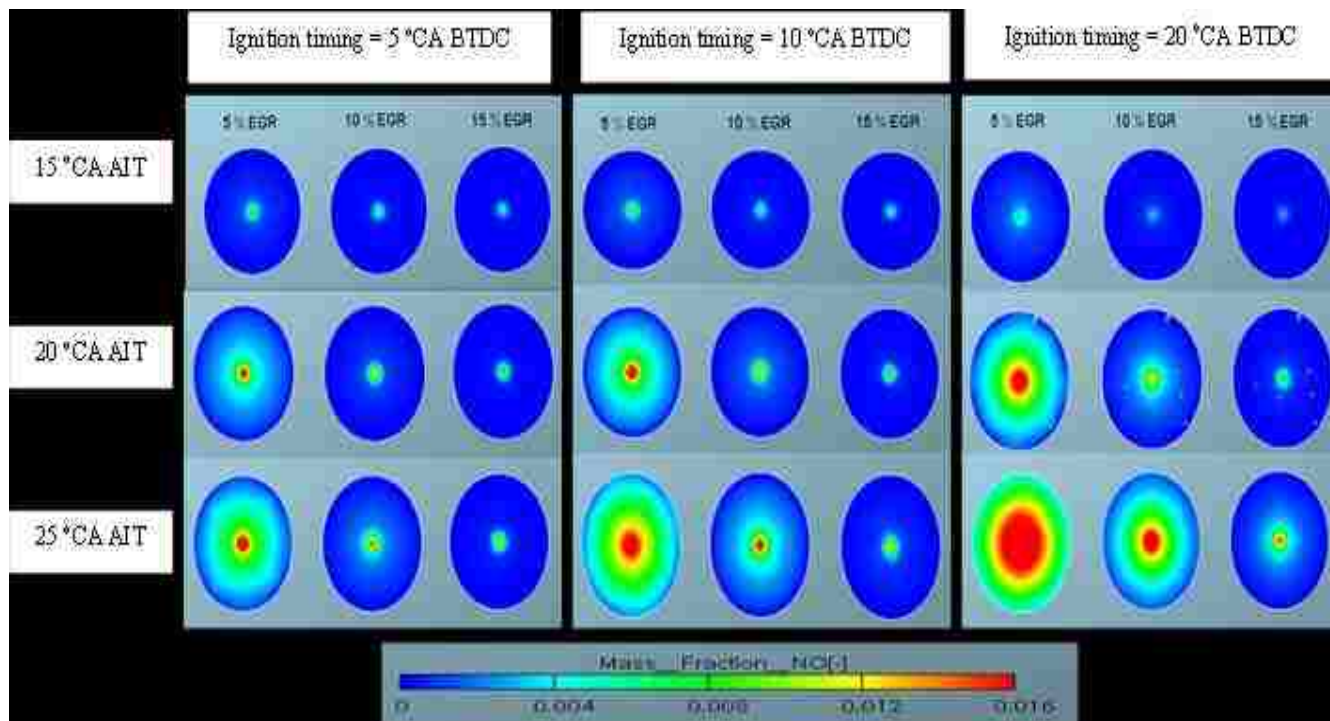 Ignition timing = 5 °CA BTDC
Ignition timing = 10 °CA BTDC
Ignition timing = 20 °CA BTDC
5 % EGR 10 % EGR 15 % EGR
5 % EGR 10 % EGR 15 % EGR
5 % EGR 10 % EGR 15 % EGR
15 °CA AIT
20 °CA AIT
25 °CA AIT
Mass_Fraction_NO[-]
0 0.004 0.008 0.012 0.016